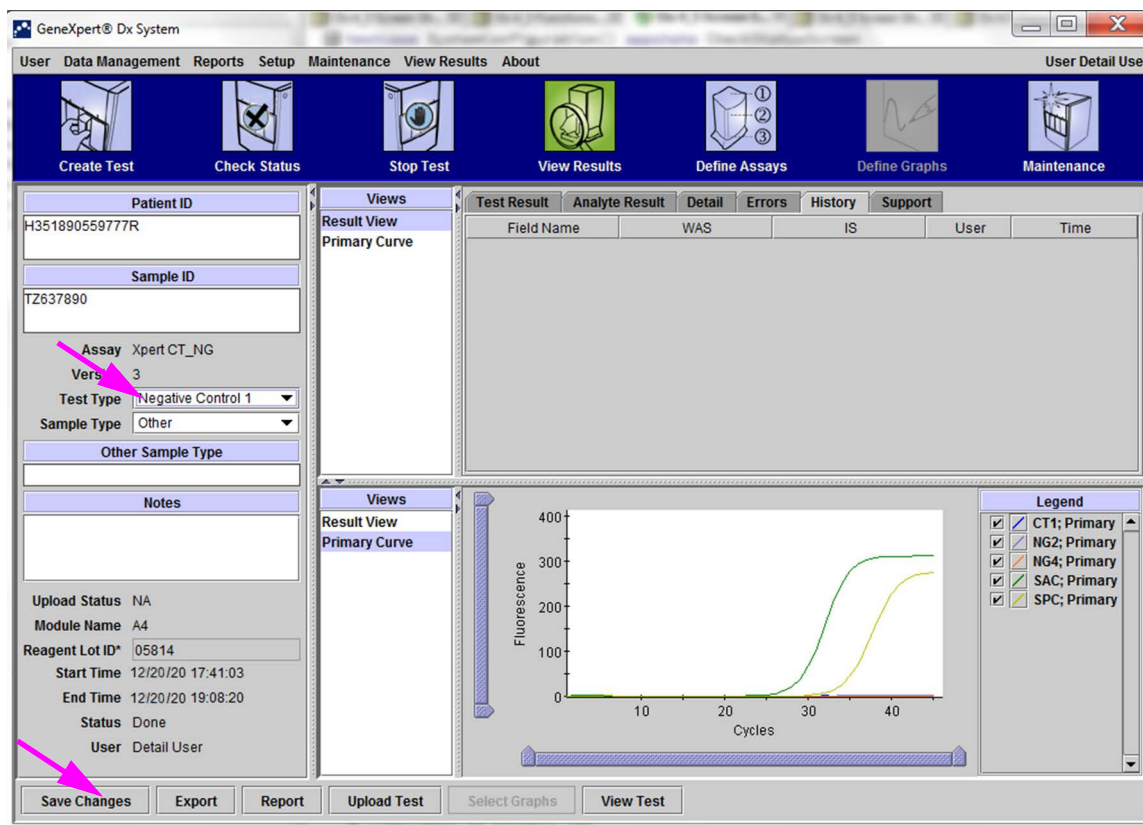 GeneXpert® Dx System
User Data Management Reports Setup Maintenance View Results About User Detail Use
Create Test Check Status Stop Test View Results Define Assays Define Graphs Maintenance
Patient ID
H351890559777R
Sample ID
TZ637890
Assay Xpert CT_NG
3
Test Type Negative Control 1
Sample Type Other
Other Sample Type
Notes
Upload Status NA
Module Name A4
Reagent Lot ID* 05814
Start Time 12/20/20 17:41:03
End Time 12/20/20 19:08:20
Status Done
User Detail User
Views
Result View
Primary Curve
Test Result Analyte Result Detail Errors History Support
Field Name WAS IS User Time
Views
Result View
Primary Curve
400
300
200
100
0
Fluorescence
10 20 30 40
Cycles
Legend
CT1; Primary
NG2; Primary
NG4; Primary
SAC; Primary
SPC; Primary
Save Changes Export Report Upload Test Select Graphs View Test